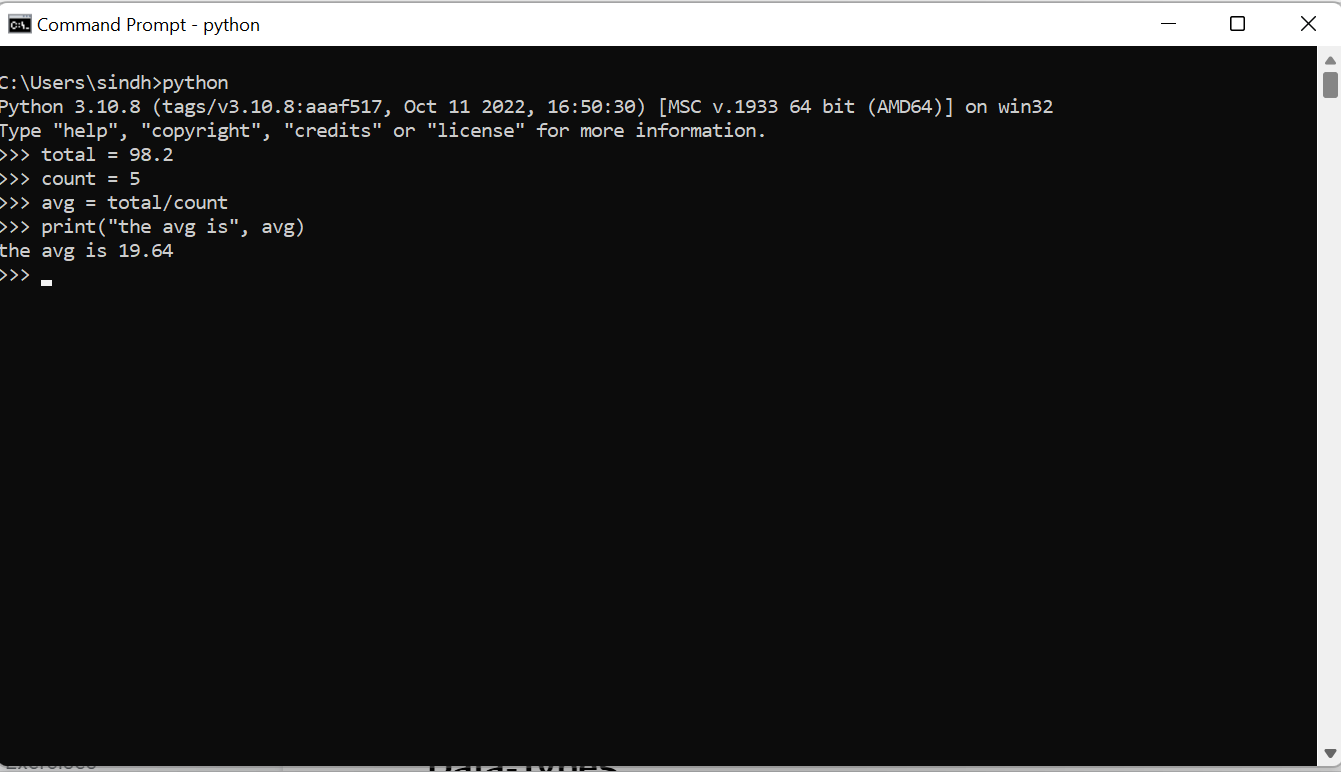 Command Prompt - python
C:\Users\sindh>python
Python 3.10.8 (tags/v3.10.8:aaaf517, Oct 11 2022, 16:50:30) [MSC v.1933 64 bit (AMD64)] on win32
Type "help", "copyright", "credits" or "license" for more information.
>>> total = 98.2
>>> count = 5
>>> avg = total/count
>>> print("the avg is", avg)
the avg is 19.64
>>>
Data-Types